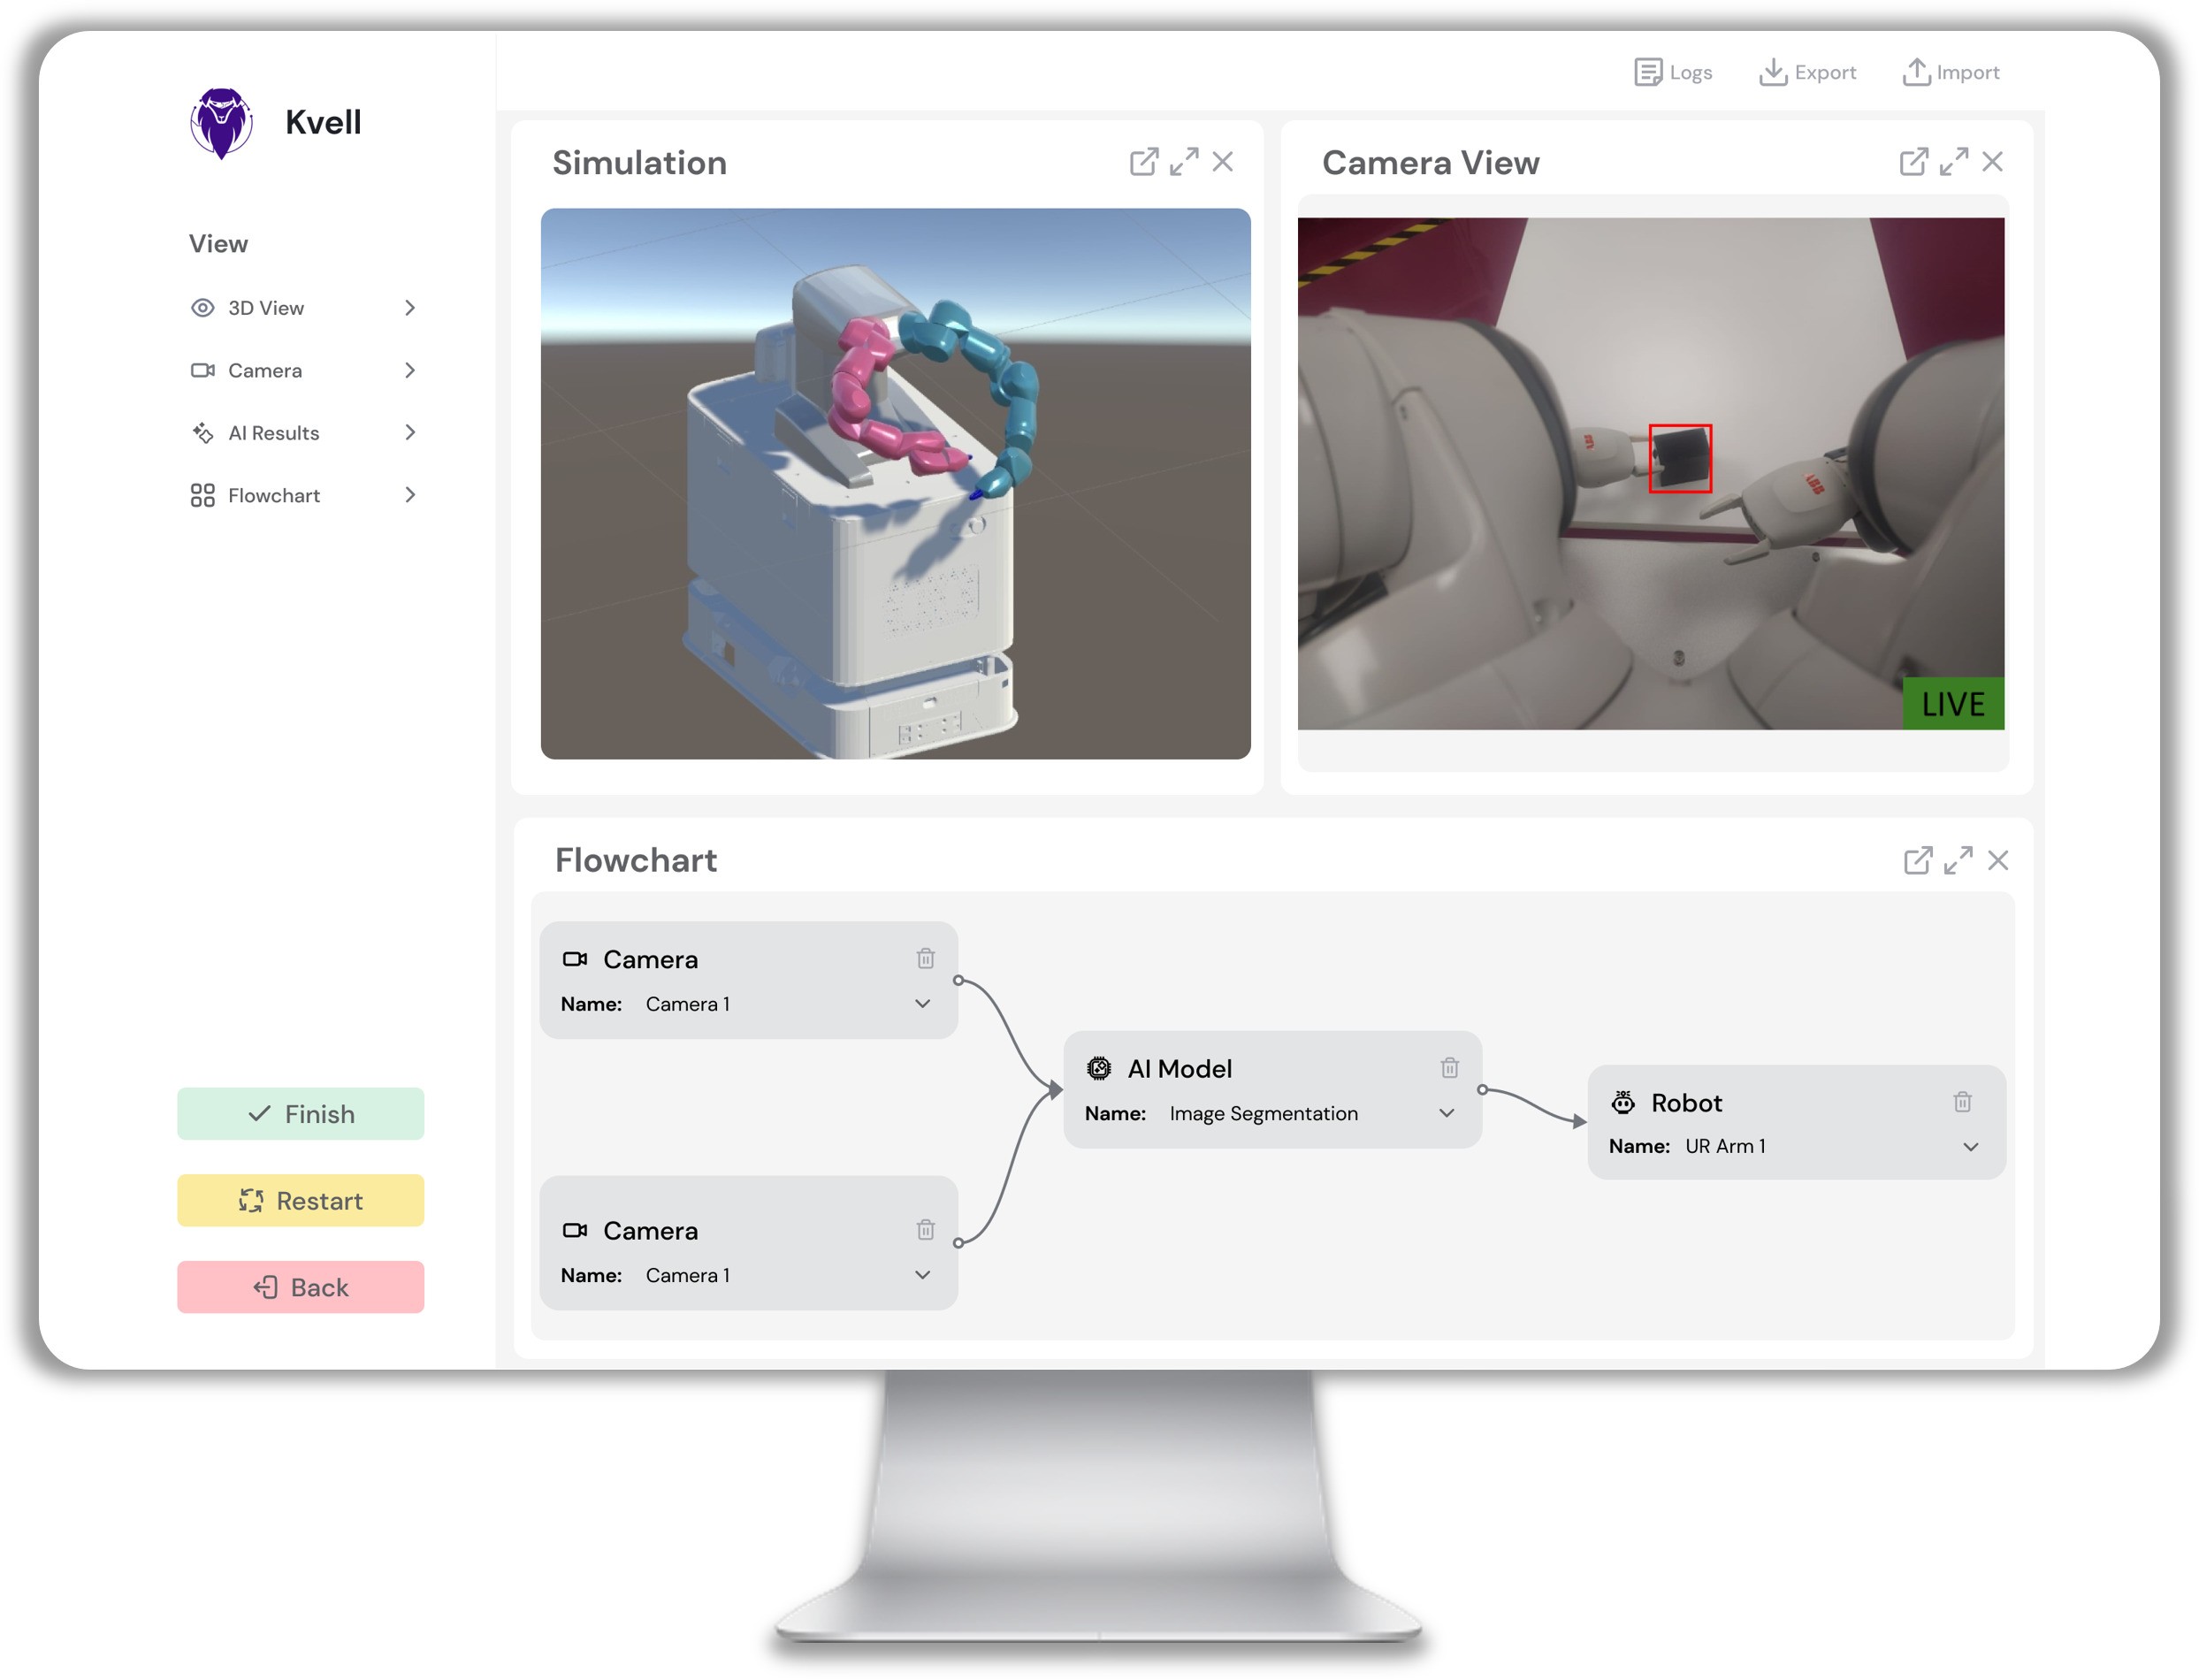 Kvell
View
3D View
Camera
AI Results
Flowchart
Finish
Restart
Back
Logs
Export
Import
Simulation
Camera View
ABB
LIVE
Flowchart
Camera
Name: Camera 1
Camera
Name: Camera 1
AI Model
Name: Image Segmentation
Robot
Name: UR Arm 1